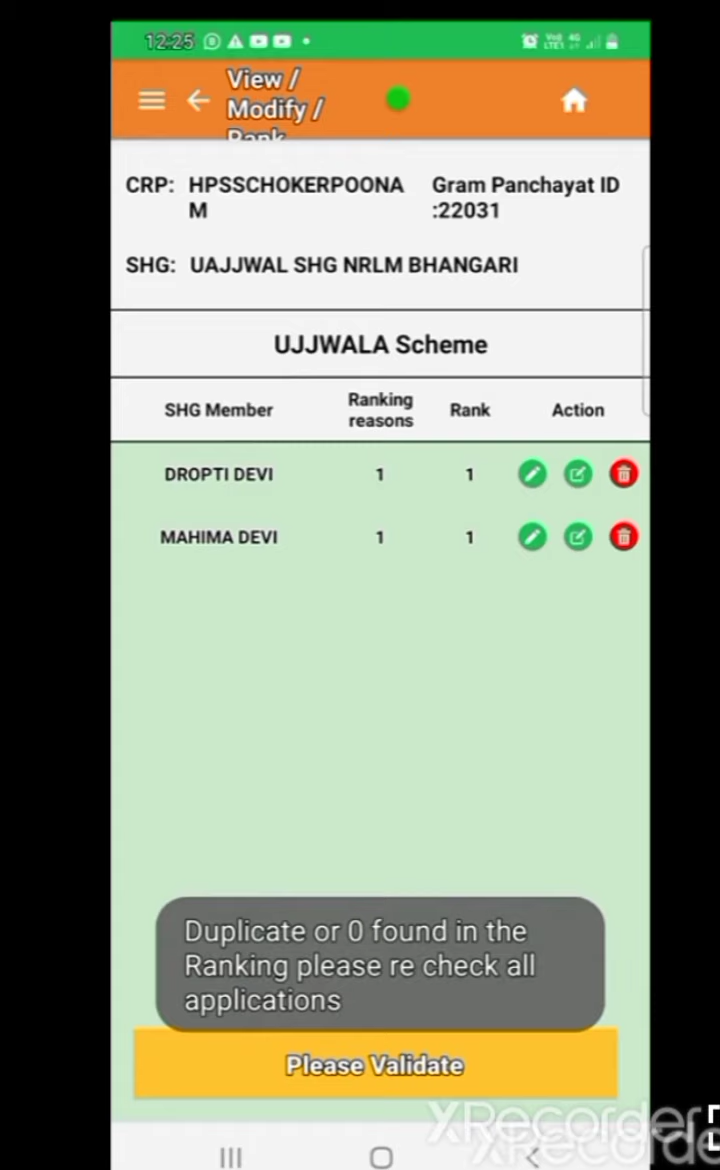 12:25
View /
Modify /
Rank
CRP: HPSSCHOKERPOONA
M
Gram Panchayat ID
:22031
SHG: UAJJWAL SHG NRLM BHANGARI
UJJWALA Scheme
SHG Member Ranking reasons Rank Action
DROPTI DEVI 1 1
MAHIMA DEVI 1 1
Duplicate or 0 found in the
Ranking please re check all
applications
Please Validate
XRecorder
XRecorder